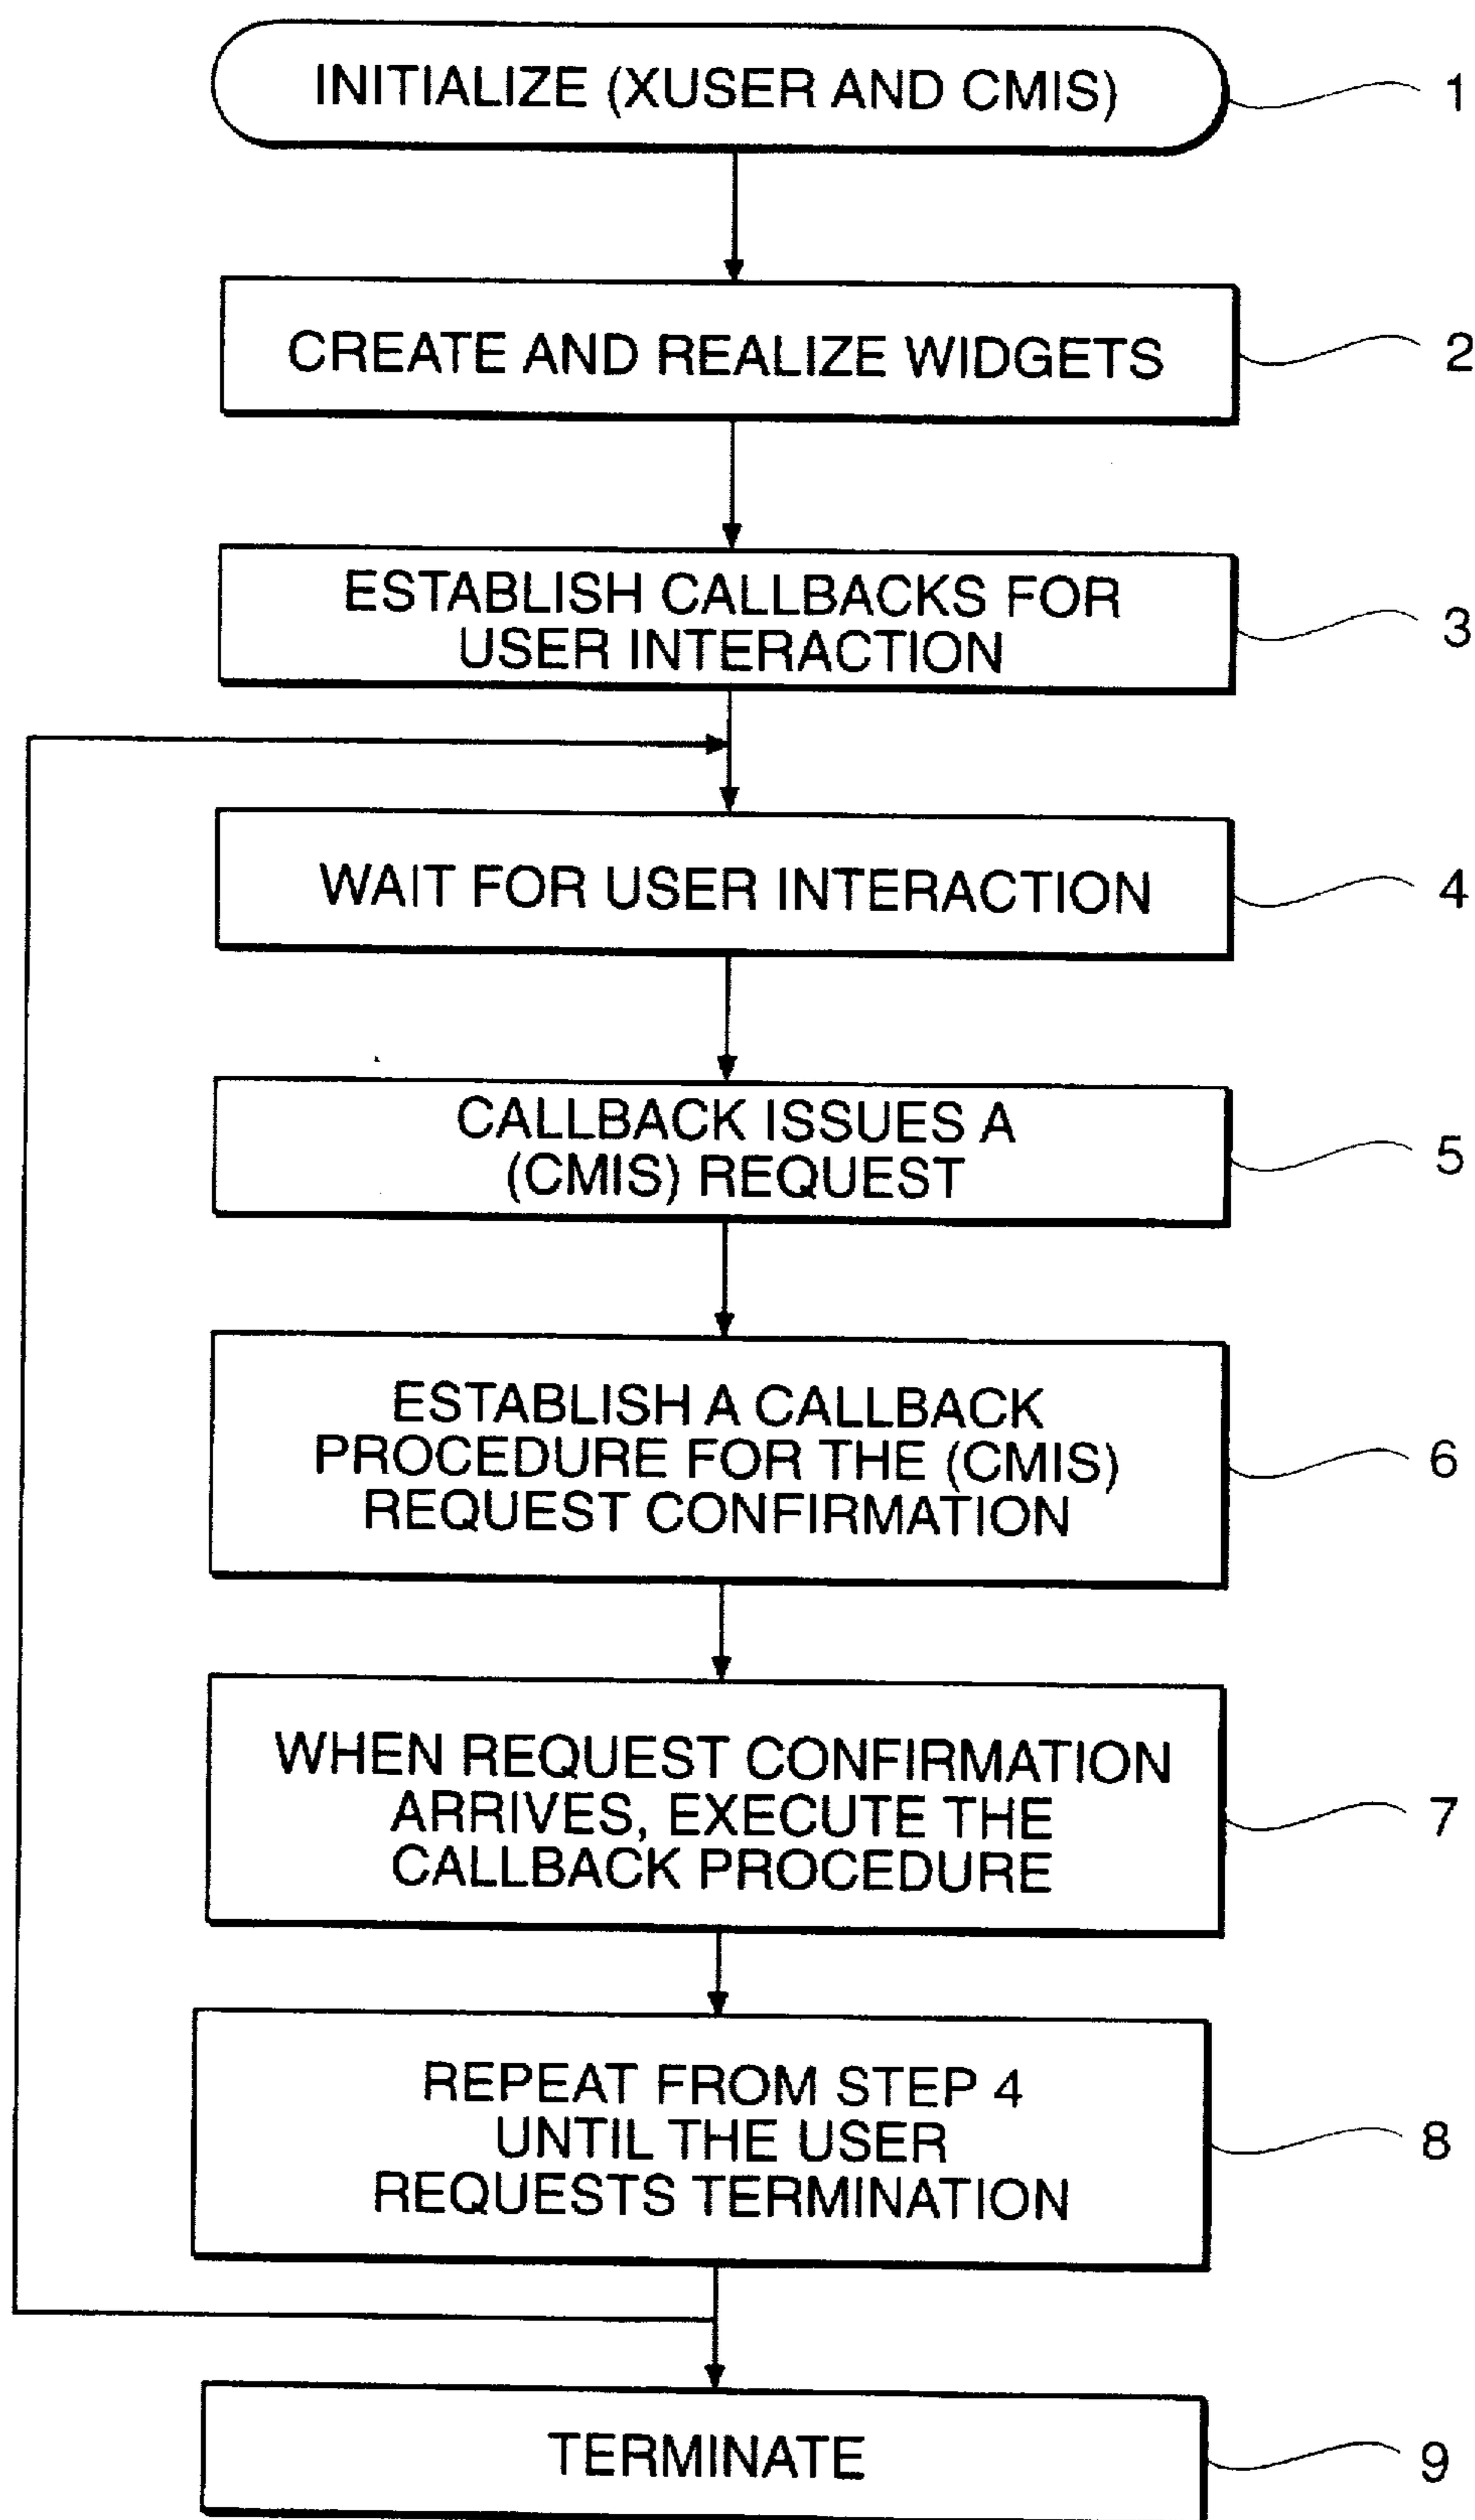 INITIALIZE (XUSER AND CMIS)
1
CREATE AND REALIZE WIDGETS
2
ESTABLISH CALLBACKS FOR
USER INTERACTION
3
WAIT FOR USER INTERACTION
4
CALLBACK ISSUES A
(CMIS) REQUEST
5
ESTABLISH A CALLBACK
PROCEDURE FOR THE (CMIS)
REQUEST CONFIRMATION
6
WHEN REQUEST CONFIRMATION
ARRIVES, EXECUTE THE
CALLBACK PROCEDURE
7
REPEAT FROM STEP 4
UNTIL THE USER
REQUESTS TERMINATION
8
TERMINATE
9